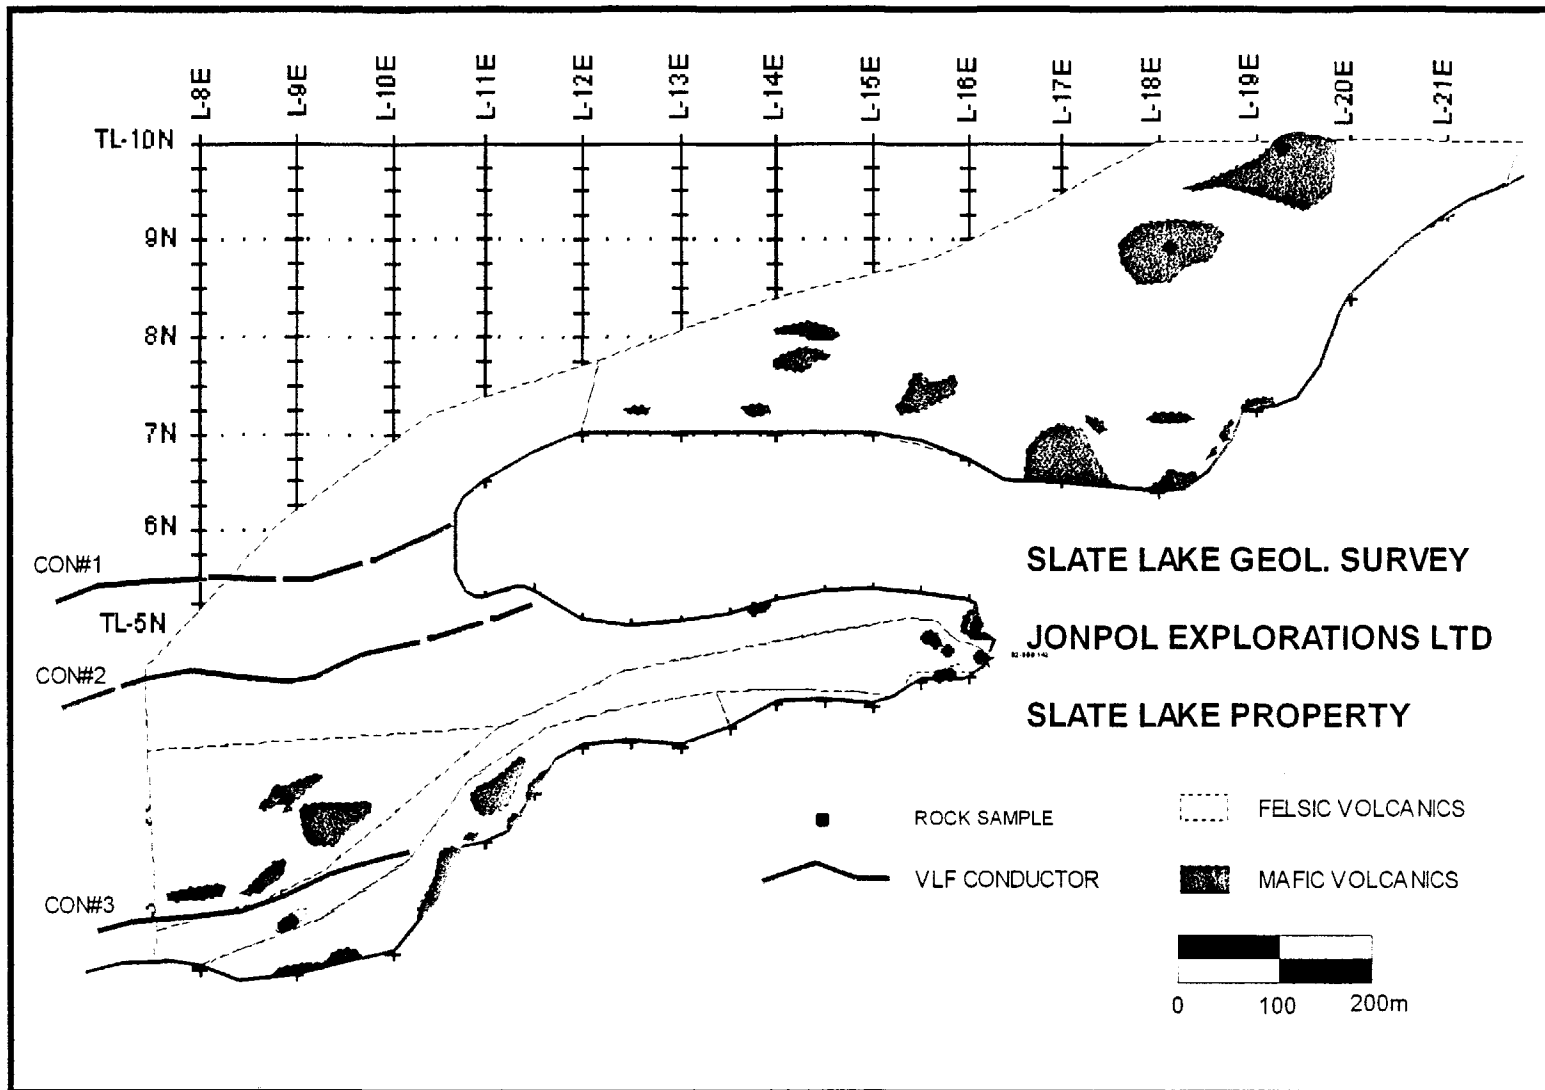 L-8E
L-9E
L-10E
L-11E
L-12E
L-13E
L-14E
L-15E
L-16E
L-17E
L-18E
L-19E
L-20E
L-21E
TL-10N
9N
8N
7N
6N
CON#1
TL-5N
CON#2
CON#3
SLATE LAKE GEOL. SURVEY
JONPOL EXPLORATIONS LTD
SLATE LAKE PROPERTY
ROCK SAMPLE
FELSIC VOLCANICS
VLF CONDUCTOR
MAFIC VOLCANICS
0 100 200m